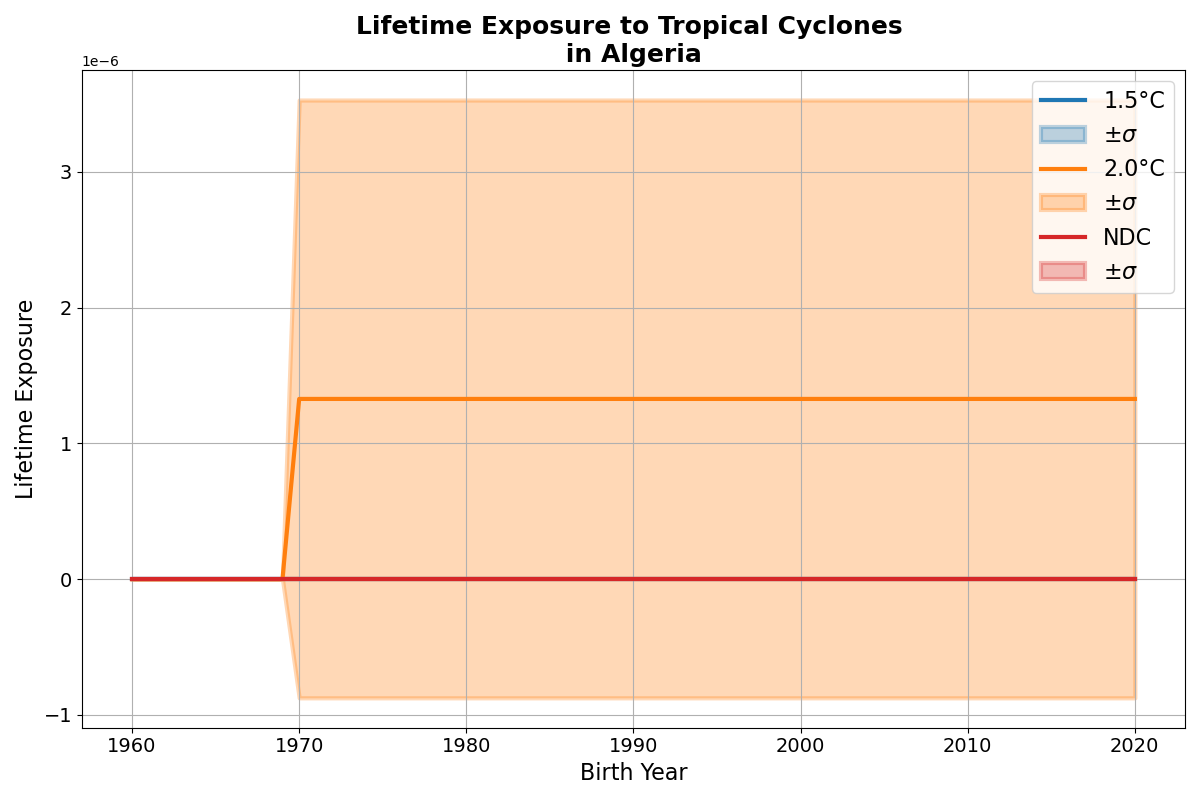 Lifetime Exposure to Tropical Cyclones
in Algeria
1e−6
3
2
1
0
−1
Lifetime Exposure
1960
1970
1980
1990
2000
2010
2020
Birth Year
1.5°C
±σ
2.0°C
±σ
NDC
±σ